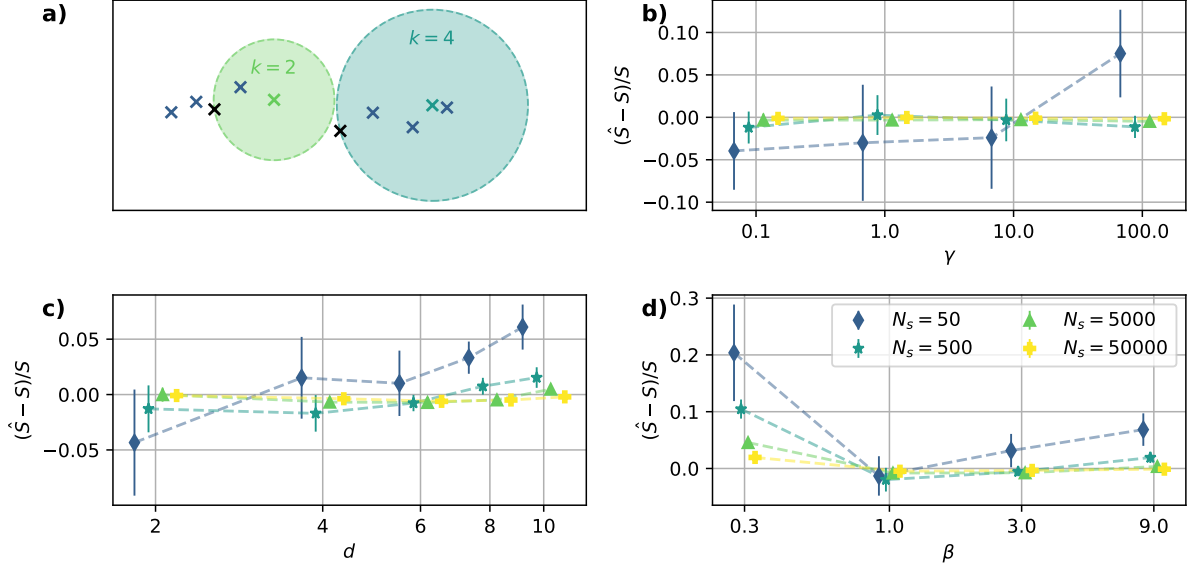 a)
k = 2
k = 4
b)
0.10
0.05
0.00
−0.05
−0.10
(Ŝ − S)/S
0.1
1.0
10.0
100.0
γ
c)
0.05
0.00
−0.05
(Ŝ − S)/S
2
4
6
8
10
d
d)
0.3
0.2
0.1
0.0
(Ŝ − S)/S
N_s = 50
N_s = 500
N_s = 5000
N_s = 50000
0.3
1.0
3.0
9.0
β